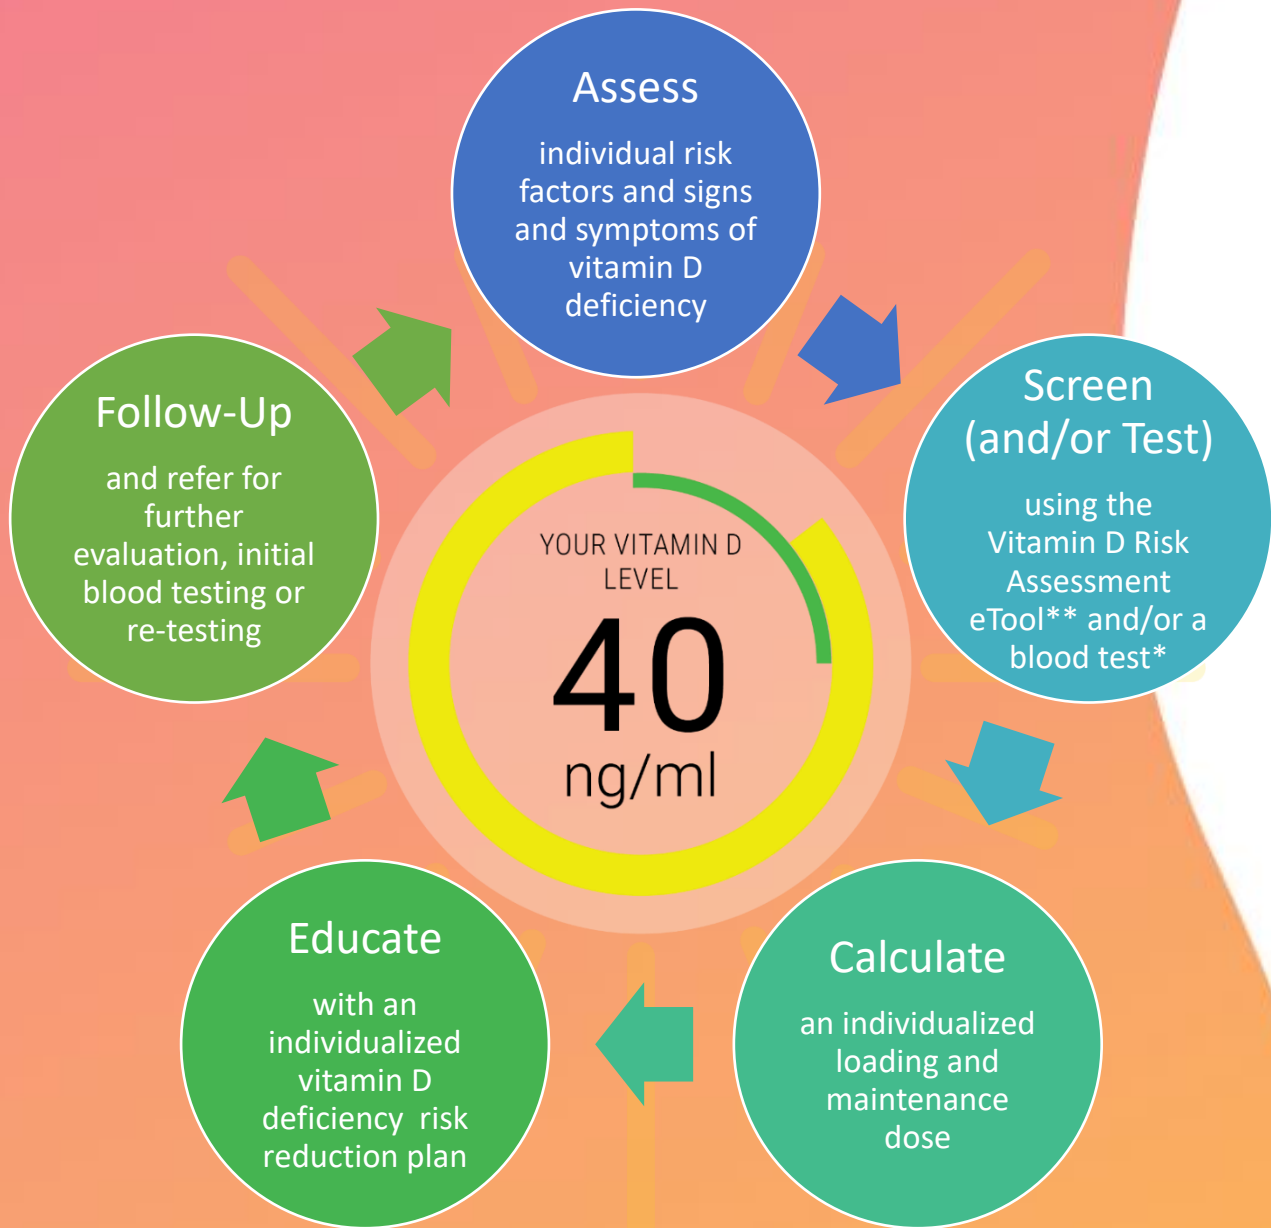 Assess
individual risk
factors and signs
and symptoms of
vitamin D
deficiency
Screen
(and/or Test)
using the
Vitamin D Risk
Assessment
eTool** and/or a
blood test*
Calculate
an individualized
loading and
maintenance
dose
Educate
with an
individualized
vitamin D
deficiency  risk
reduction plan
Follow-Up
and refer for
further
evaluation, initial
blood testing or
re-testing
YOUR VITAMIN D
LEVEL
40
ng/ml